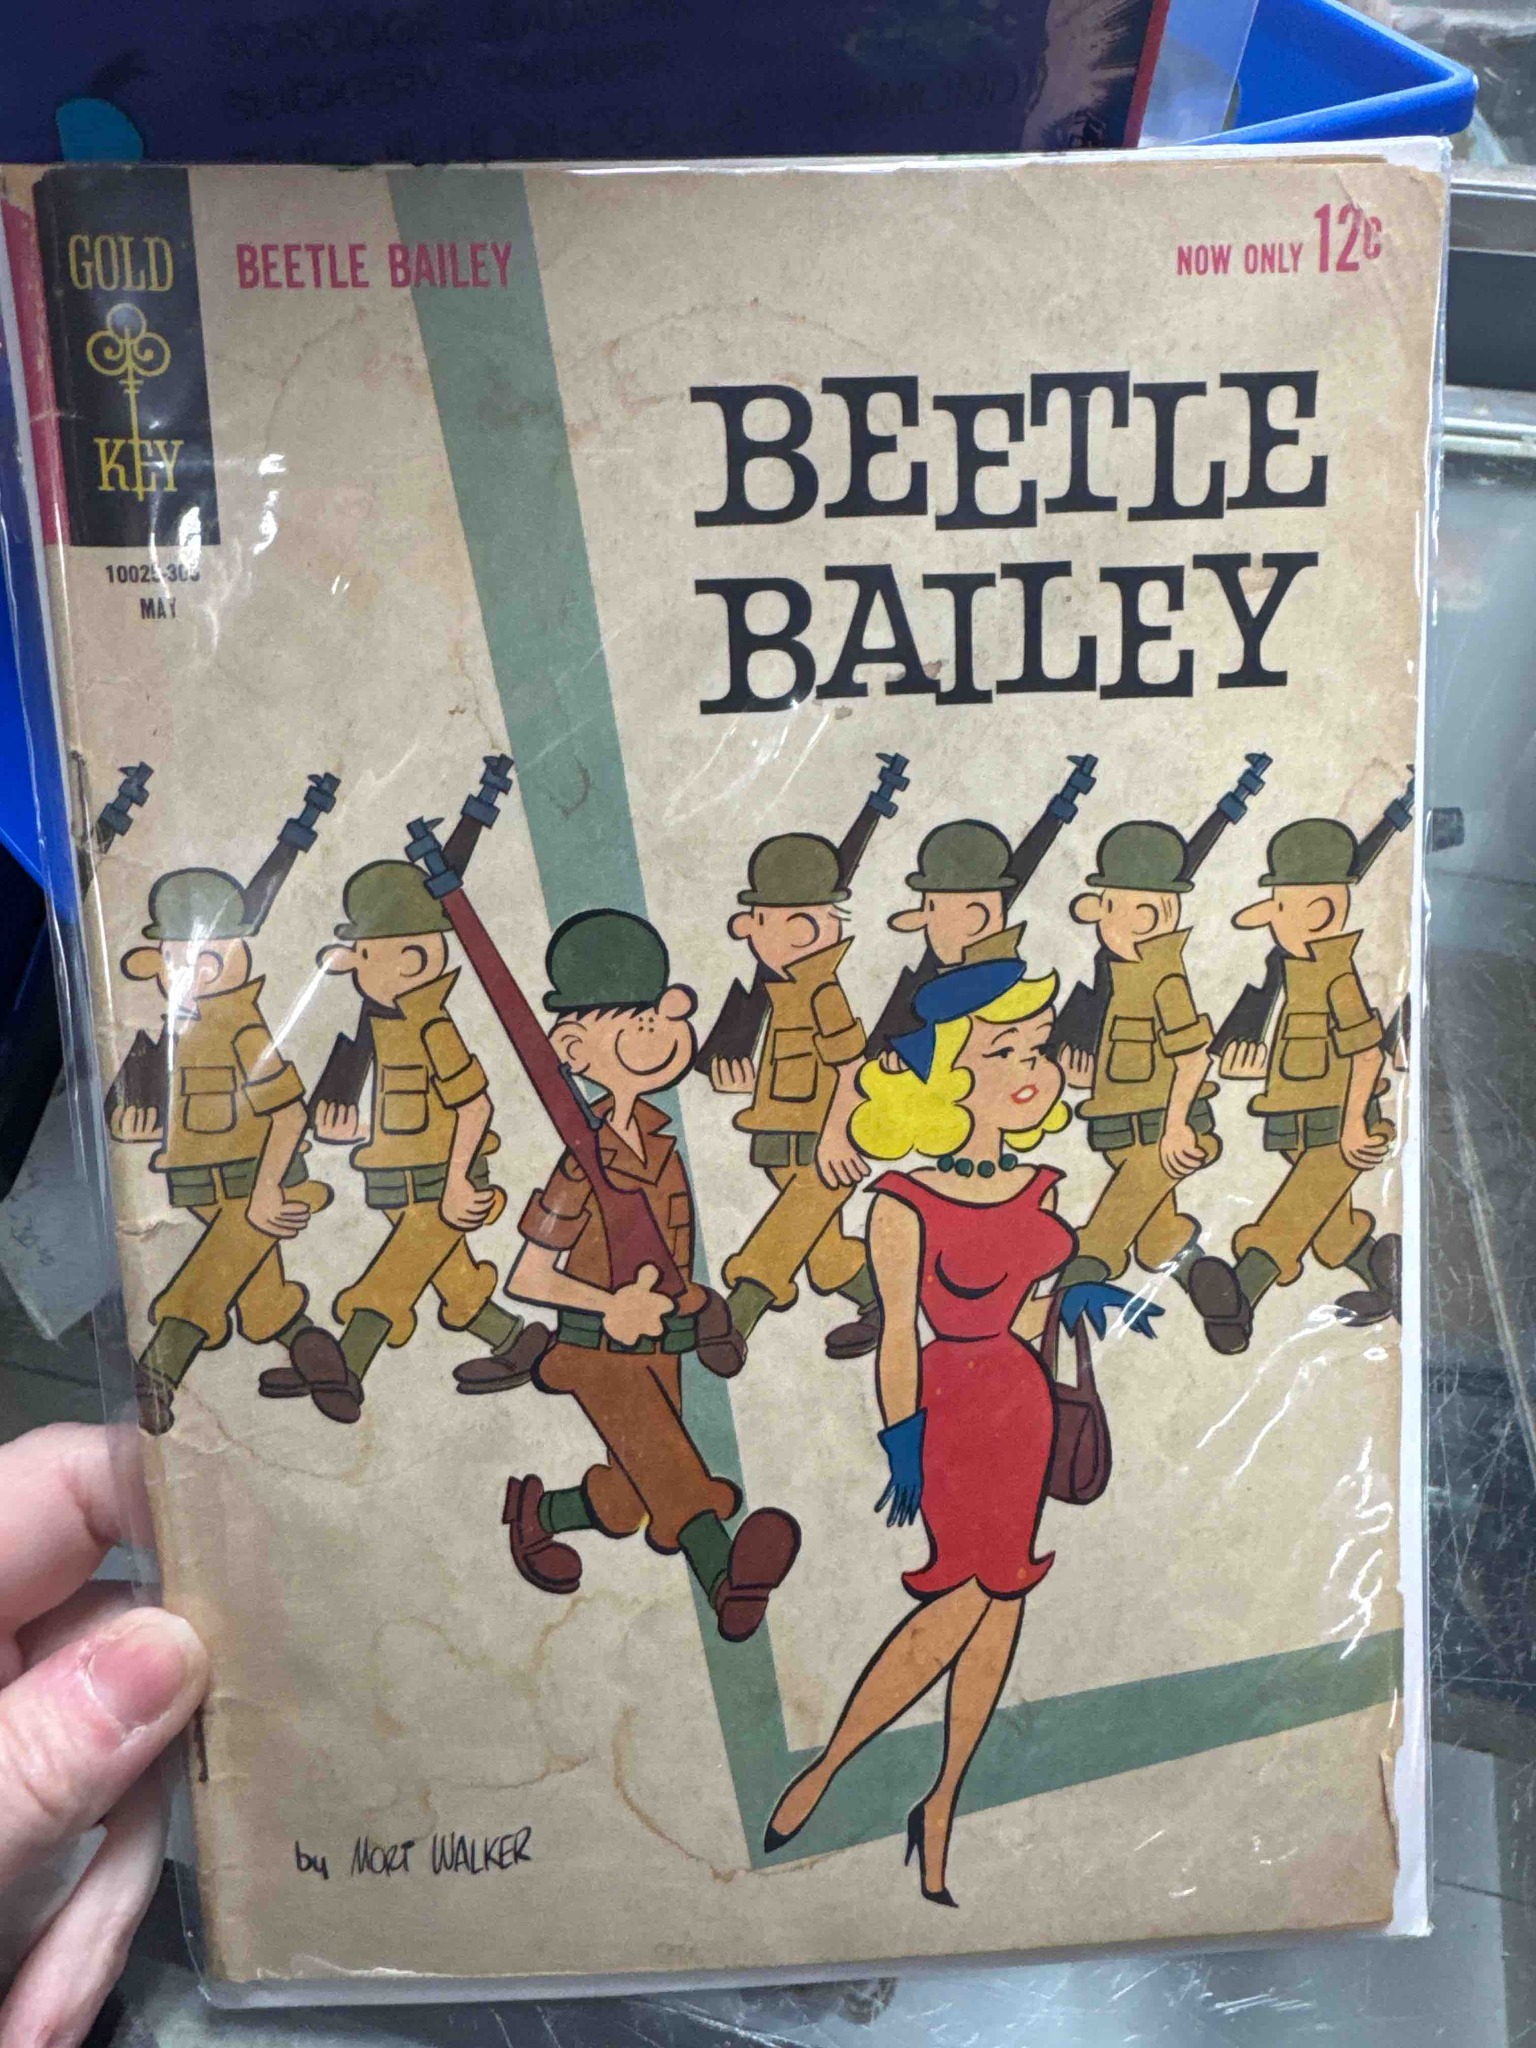 GOLD
KEY
BEETLE BAILEY
NOW ONLY 12¢
MAY
BEETLE
BAILEY
by MORT WALKER